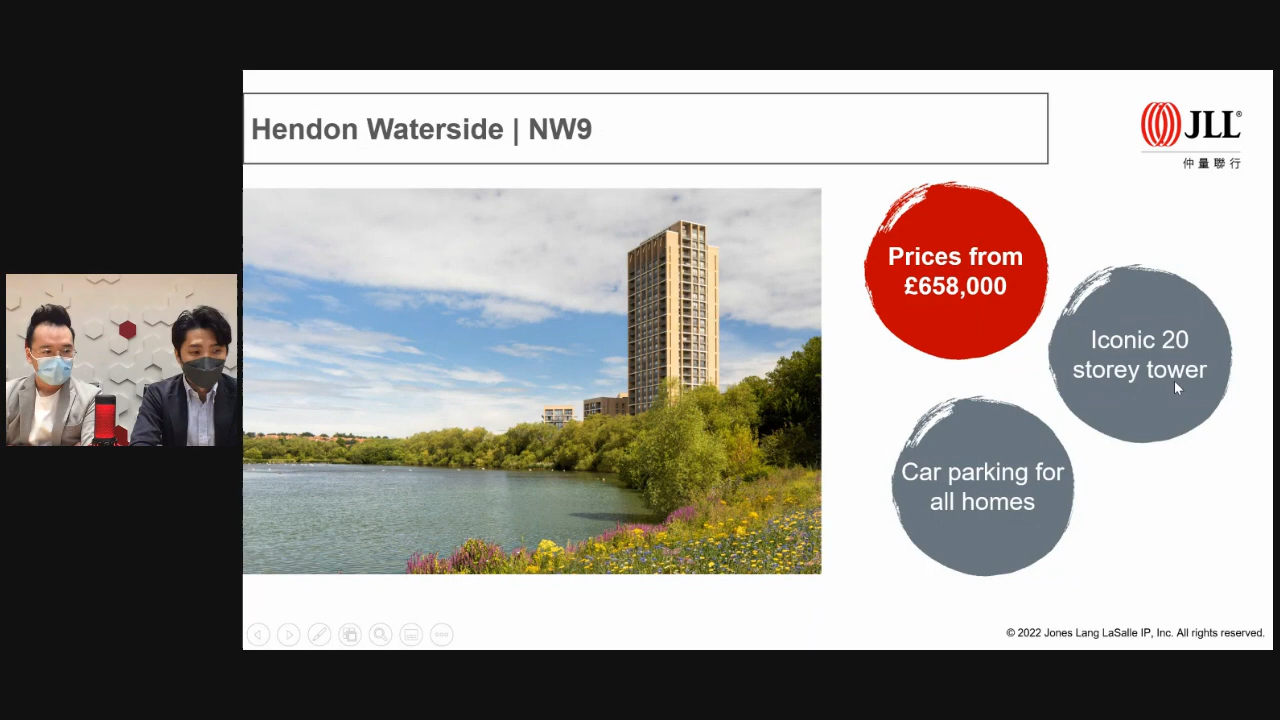 Hendon Waterside | NW9
JLL®
仲量聯行
Prices from
£658,000
Iconic 20
storey tower
Car parking for
all homes
© 2022 Jones Lang LaSalle IP, Inc. All rights reserved.